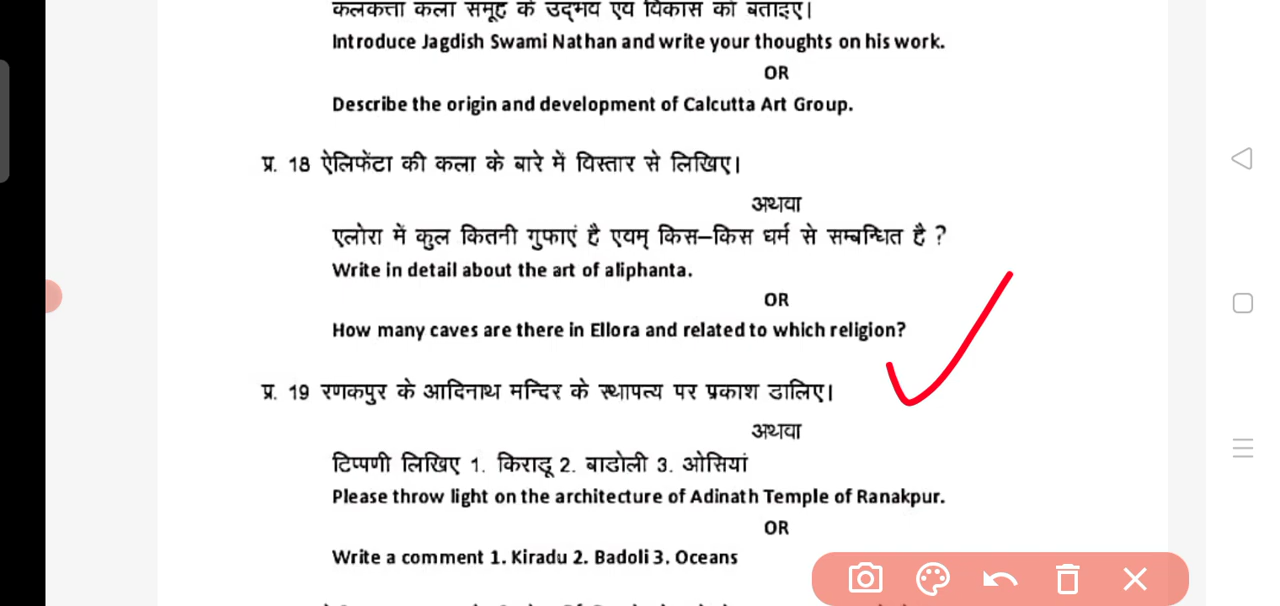 कलकत्ता कला समूह के उद्भव एवं विकास को बताइए।
Introduce Jagdish Swami Nathan and write your thoughts on his work.
OR
Describe the origin and development of Calcutta Art Group.
प्र. 18 ऐलिफेंटा की कला के बारे में विस्तार से लिखिए।
अथवा
एलोरा में कुल कितनी गुफाएं है एवम् किस–किस धर्म से सम्बन्धित है ?
Write in detail about the art of aliphanta.
OR
How many caves are there in Ellora and related to which religion?
प्र. 19 रणकपुर के आदिनाथ मन्दिर के स्थापत्य पर प्रकाश डालिए।
अथवा
टिप्पणी लिखिए 1. किरादू 2. बाडोली 3. ओसियां
Please throw light on the architecture of Adinath Temple of Ranakpur.
OR
Write a comment 1. Kiradu 2. Badoli 3. Oceans